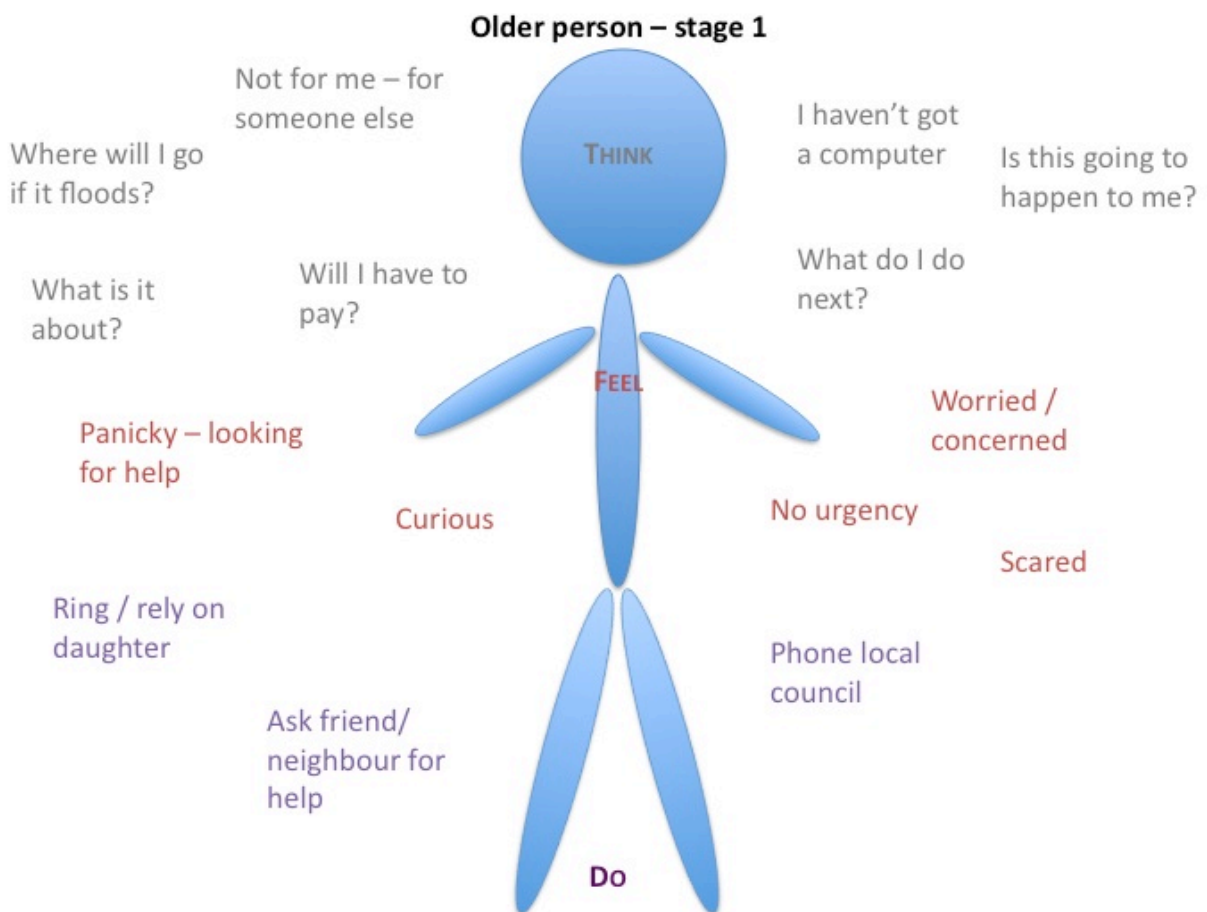 Older person – stage 1
Not for me – for
someone else
THINK
I haven't got
a computer
Where will I go
if it floods?
Is this going to
happen to me?
What is it
about?
Will I have to
pay?
What do I do
next?
FEEL
Panicky – looking
for help
Worried /
concerned
Curious
No urgency
Scared
Ring / rely on
daughter
Phone local
council
Ask friend/
neighbour for
help
Do